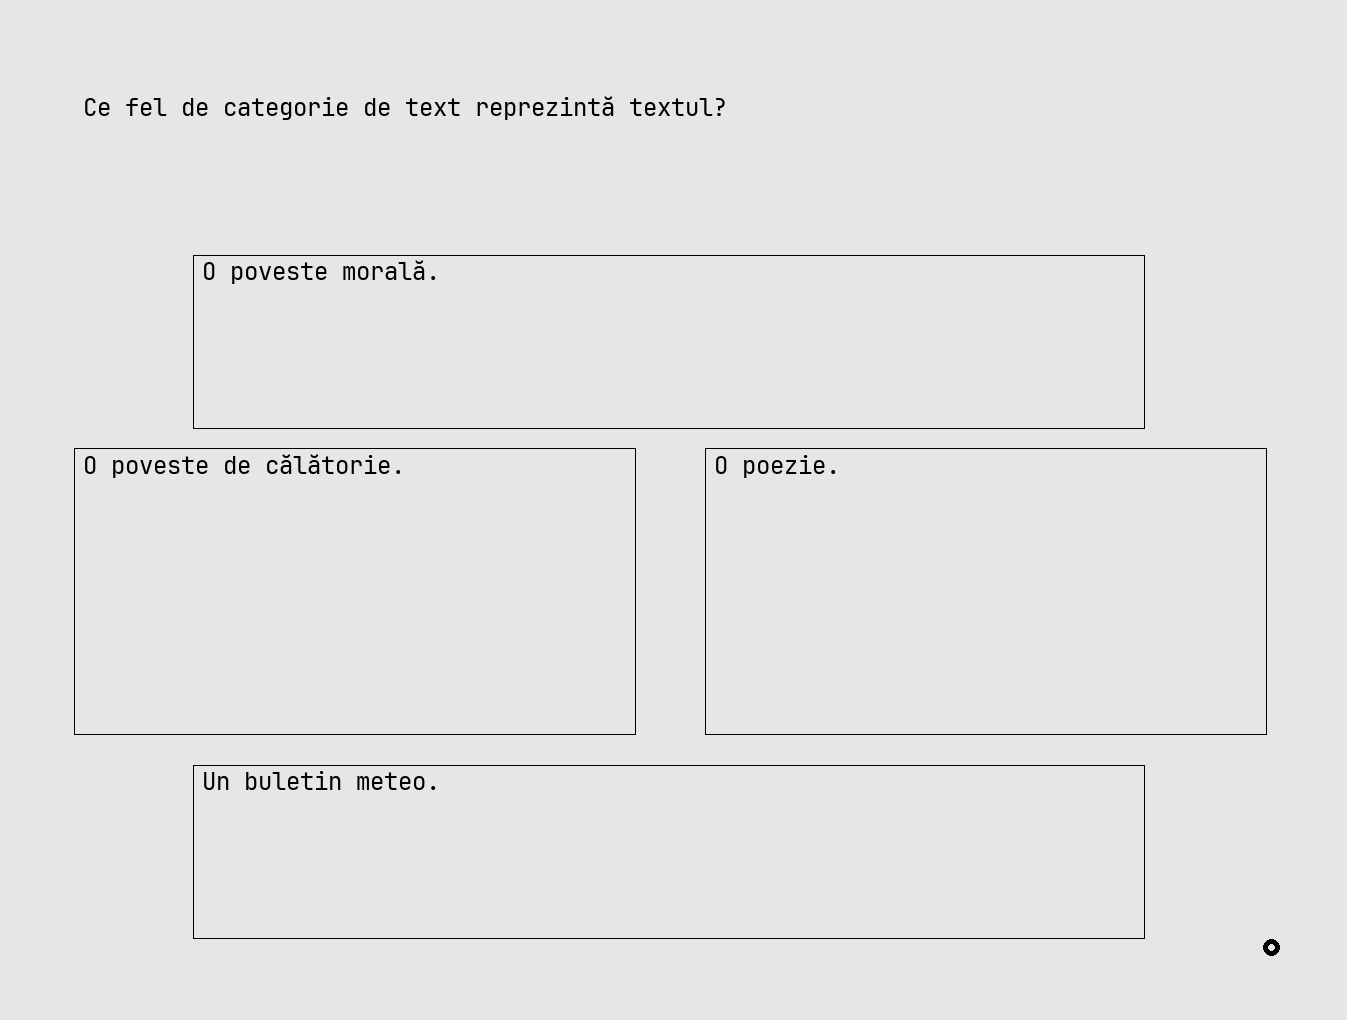 Ce fel de categorie de text reprezintă textul?
O poveste morală.
O poveste de călătorie.
O poezie.
Un buletin meteo.